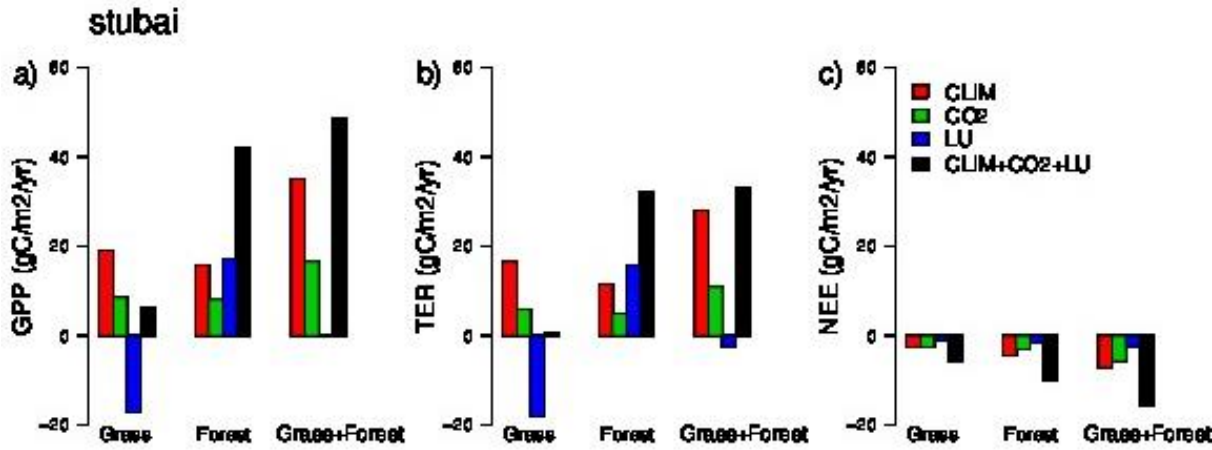 stubai
a)
60
40
20
0
-20
GPP (gC/m2/yr)
Grass
Forest
Grass+Forest
b)
60
40
20
0
-20
TER (gC/m2/yr)
Grass
Forest
Grass+Forest
c)
60
40
20
0
-20
NEE (gC/m2/yr)
CLIM
CO2
LU
CLIM+CO2+LU
Grass
Forest
Grass+Forest